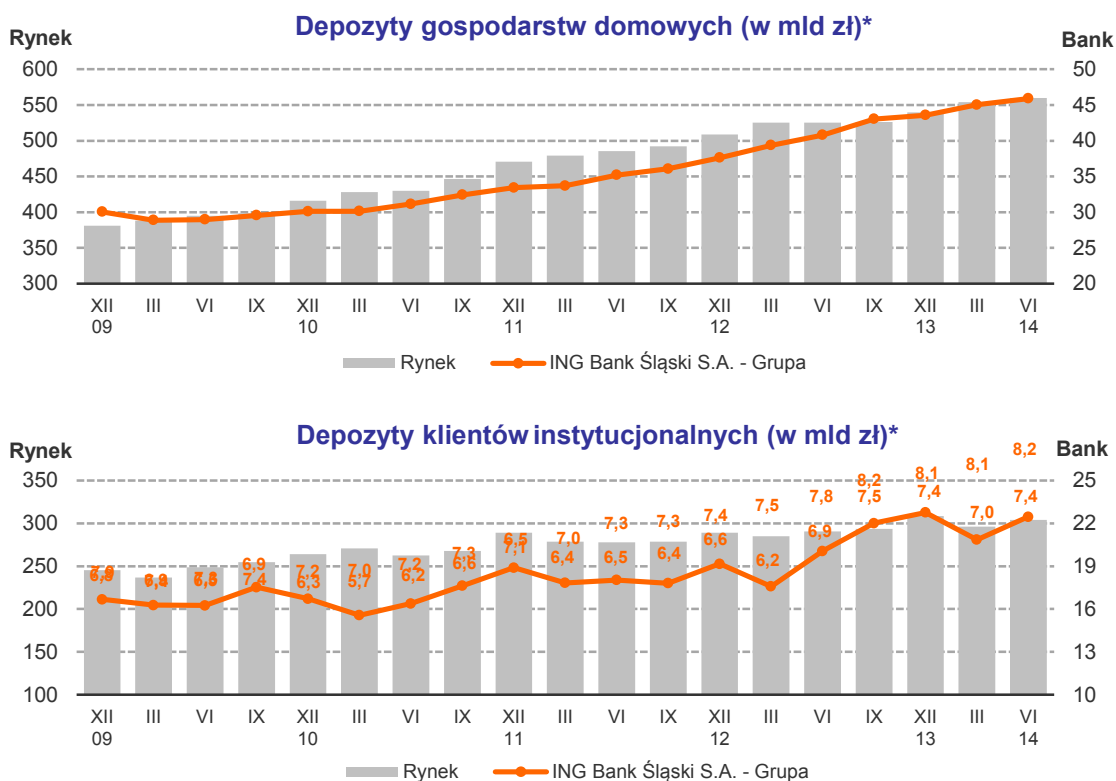 Depozyty gospodarstw domowych (w mld zł)*
Rynek Bank
600 50
550 45
500 40
450 35
400 30
350 25
300 20
XII III VI IX XII III VI IX XII III VI IX XII III VI IX XII III VI
09 10 11 12 13 14
Rynek ING Bank Śląski S.A. - Grupa
Depozyty klientów instytucjonalnych (w mld zł)*
Rynek Bank
8,2
8,1 8,1
350 25
8,2
7,8
7,5 7,5 7,4 7,4
7,3 7,3 7,4 7,0
300 22
6,5 7,0 6,6 6,9
7,3 7,1 6,4 6,5 6,4 6,2
6,9 7,2 7,0 7,2 6,6
250 19
7,4 6,3 5,7 6,2
200 16
150 13
100 10
XII III VI IX XII III VI IX XII III VI IX XII III VI IX XII III VI
09 10 11 12 13 14
Rynek ING Bank Śląski S.A. - Grupa